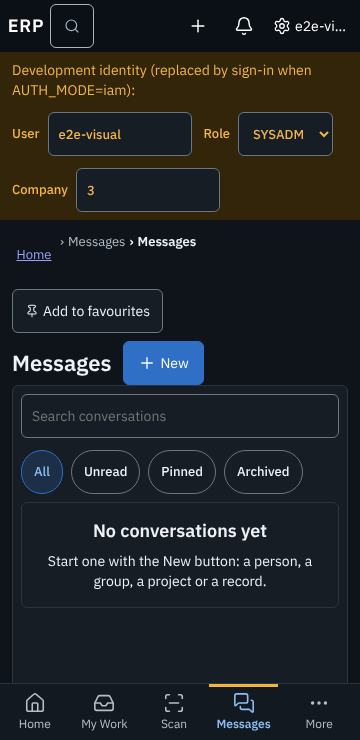 ERP
e2e-vi...
Development identity (replaced by sign-in when
AUTH_MODE=iam):
User e2e-visual Role SYSADM
Company 3
Home › Messages › Messages
Add to favourites
Messages + New
Search conversations
All Unread Pinned Archived
No conversations yet
Start one with the New button: a person, a
group, a project or a record.
Home My Work Scan Messages More